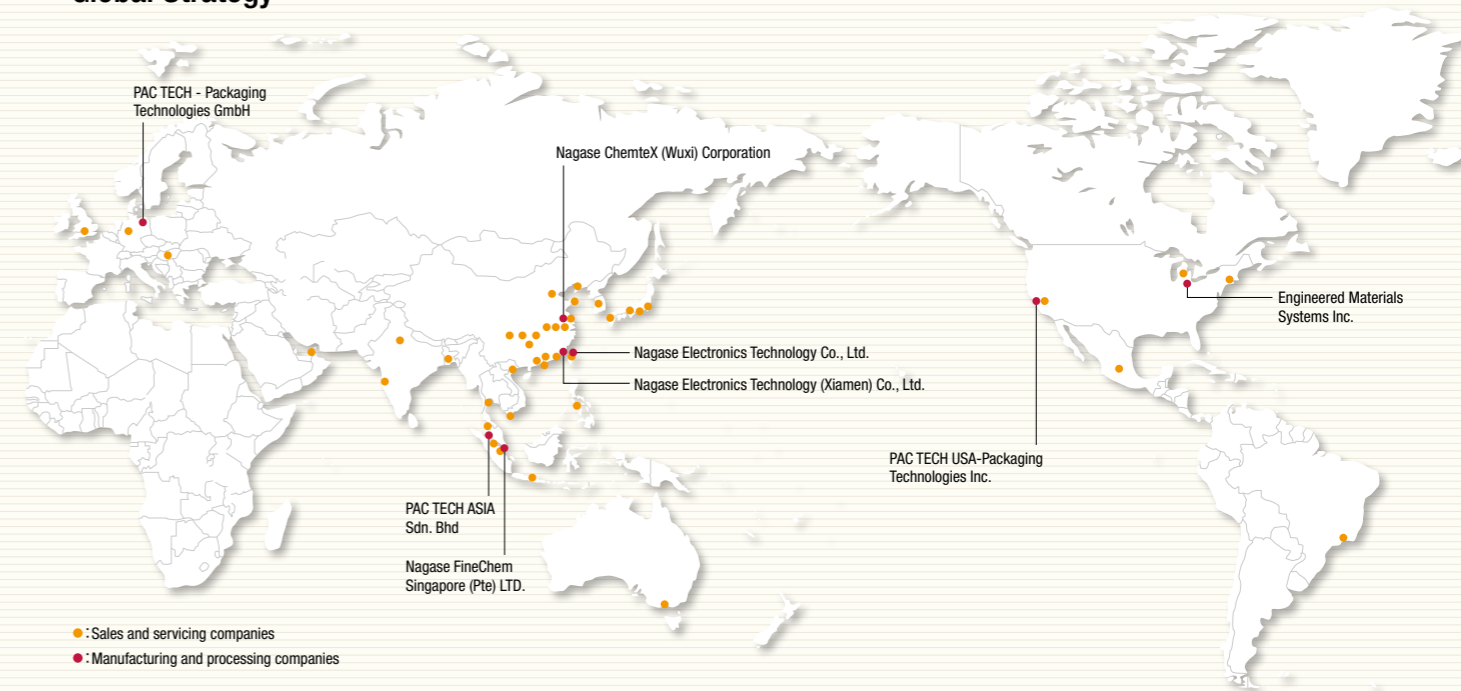 Global Strategy
PAC TECH - Packaging
Technologies GmbH
Nagase ChemteX (Wuxi) Corporation
Engineered Materials
Systems Inc.
Nagase Electronics Technology Co., Ltd.
Nagase Electronics Technology (Xiamen) Co., Ltd.
PAC TECH USA-Packaging
Technologies Inc.
PAC TECH ASIA
Sdn. Bhd
Nagase FineChem
Singapore (Pte) LTD.
: Sales and servicing companies
: Manufacturing and processing companies